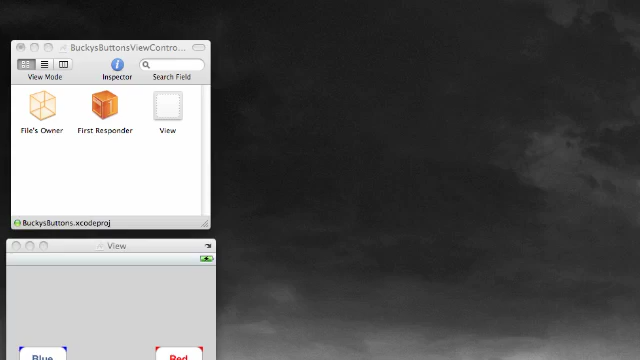 BuckysButtonsViewContro...
View Mode
Inspector
Search Field
File's Owner
First Responder
View
BuckysButtons.xcodeproj
View
Blue
Red